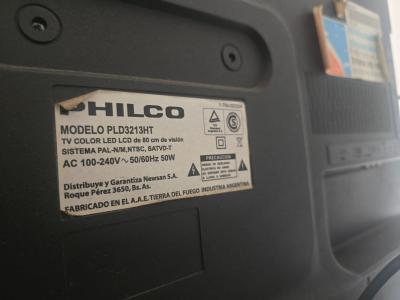 PHILCO
MODELO PLD3213HT
TV COLOR LED LCD de 80 cm de visión
SISTEMA PAL-N/M,NTSC, SATVD-T
AC 100-240V ~ 50/60Hz 50W
Distribuye y Garantiza Newsan S.A.
Roque Pérez 3650, Bs. As.
FABRICADO EN EL A.A.E. TIERRA DEL FUEGO INDUSTRIA ARGENTINA